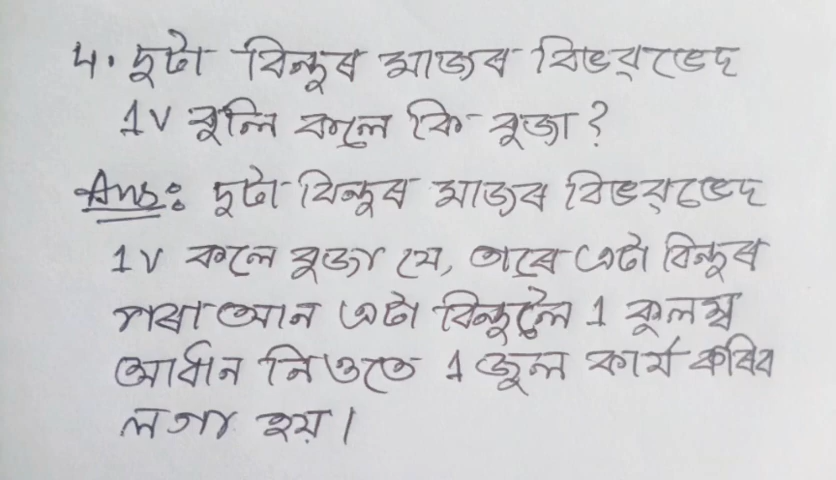 4. দুটা বিন্দুৰ মাজৰ বিভৱভেদ
1V বুলি কলে কি বুজা?
Ans: দুটা বিন্দুৰ মাজৰ বিভৱভেদ
1V কলে বুজা যে, তাৰে এটা বিন্দুৰ
পৰা আন এটা বিন্দুলৈ 1 কুলম্ব
আধান নিওতে 1 জুল কাৰ্য কৰিব
লগা হয়।